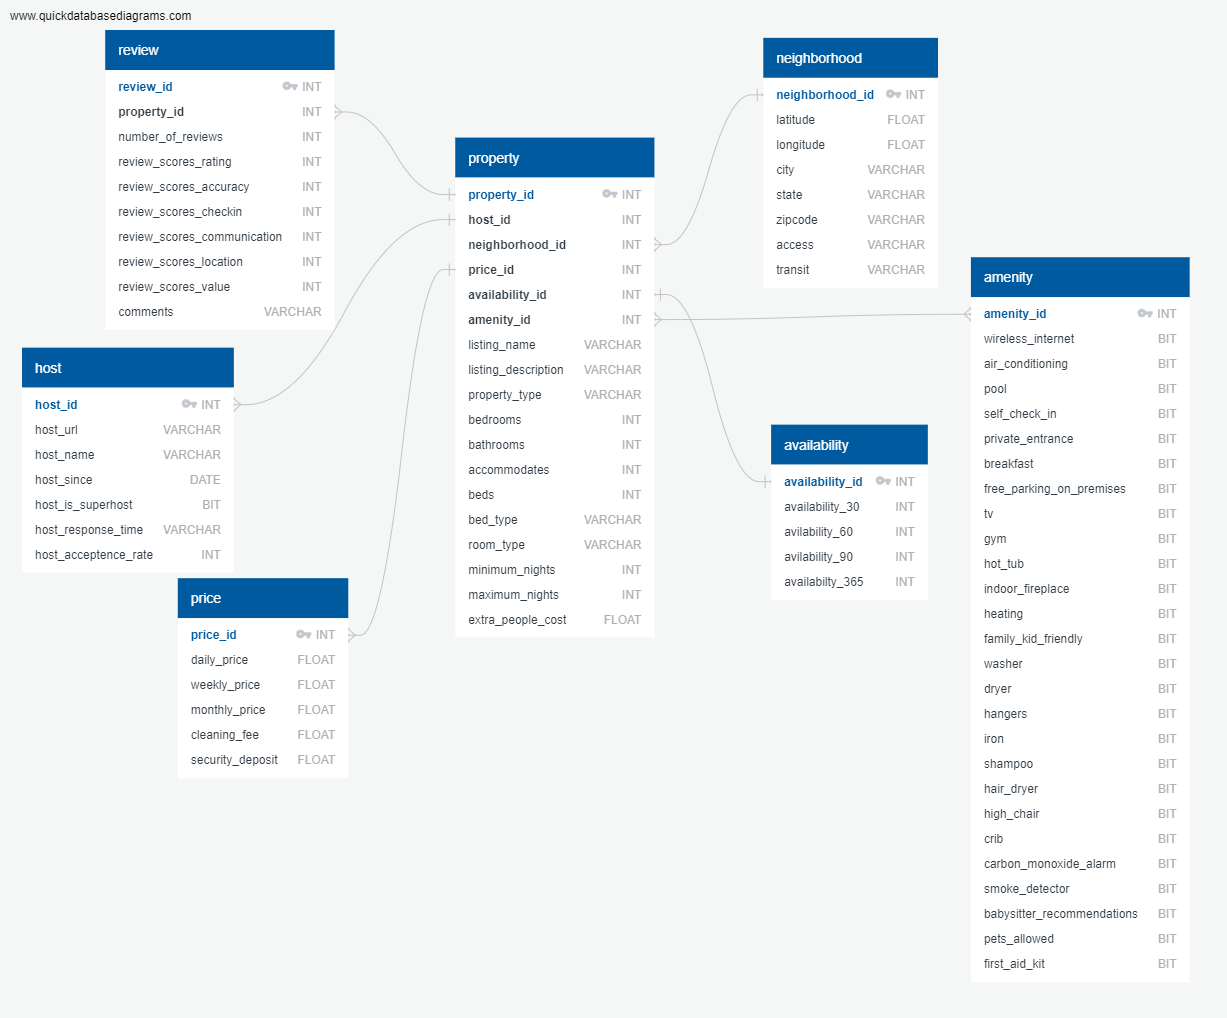 www.quickdatabasediagrams.com
review
review_id INT
property_id INT
number_of_reviews INT
review_scores_rating INT
review_scores_accuracy INT
review_scores_checkin INT
review_scores_communication INT
review_scores_location INT
review_scores_value INT
comments VARCHAR
host
host_id INT
host_url VARCHAR
host_name VARCHAR
host_since DATE
host_is_superhost BIT
host_response_time VARCHAR
host_acceptence_rate INT
price
price_id INT
daily_price FLOAT
weekly_price FLOAT
monthly_price FLOAT
cleaning_fee FLOAT
security_deposit FLOAT
property
property_id INT
host_id INT
neighborhood_id INT
price_id INT
availability_id INT
amenity_id INT
listing_name VARCHAR
listing_description VARCHAR
property_type VARCHAR
bedrooms INT
bathrooms INT
accommodates INT
beds INT
bed_type VARCHAR
room_type VARCHAR
minimum_nights INT
maximum_nights INT
extra_people_cost FLOAT
neighborhood
neighborhood_id INT
latitude FLOAT
longitude FLOAT
city VARCHAR
state VARCHAR
zipcode VARCHAR
access VARCHAR
transit VARCHAR
availability
availability_id INT
availability_30 INT
avilability_60 INT
avilability_90 INT
availabilty_365 INT
amenity
amenity_id INT
wireless_internet BIT
air_conditioning BIT
pool BIT
self_check_in BIT
private_entrance BIT
breakfast BIT
free_parking_on_premises BIT
tv BIT
gym BIT
hot_tub BIT
indoor_fireplace BIT
heating BIT
family_kid_friendly BIT
washer BIT
dryer BIT
hangers BIT
iron BIT
shampoo BIT
hair_dryer BIT
high_chair BIT
crib BIT
carbon_monoxide_alarm BIT
smoke_detector BIT
babysitter_recommendations BIT
pets_allowed BIT
first_aid_kit BIT